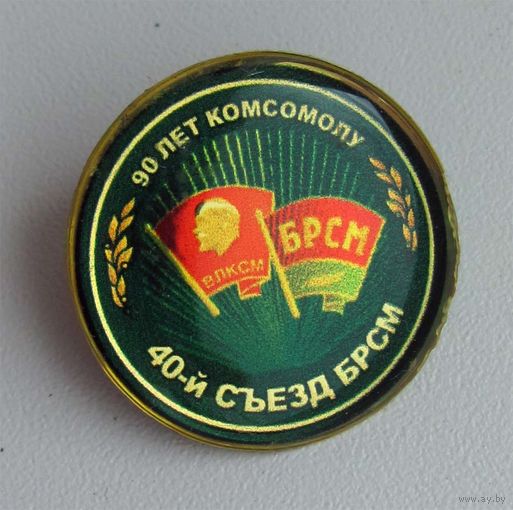 90 ЛЕТ КОМСОМОЛУ
ВЛКСМ
БРСМ
40-й СЪЕЗД БРСМ
www.ay.by